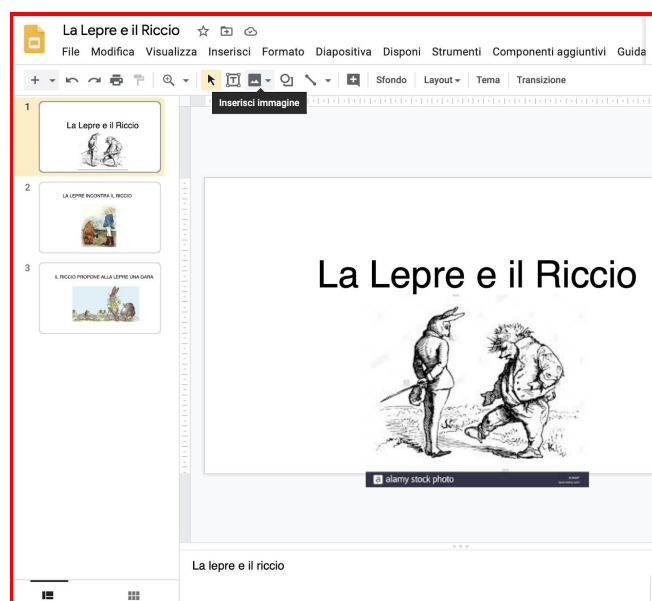 La Lepre e il Riccio
File Modifica Visualizza Inserisci Formato Diapositiva Disponi Strumenti Componenti aggiuntivi Guida
Sfondo Layout Tema Transizione
Inserisci immagine
1
La Lepre e il Riccio
2
LA LEPRE INCONTRA IL RICCIO
3
IL RICCIO PROPONE ALLA LEPRE UNA GARA
La Lepre e il Riccio
a alamy stock photo
La lepre e il riccio